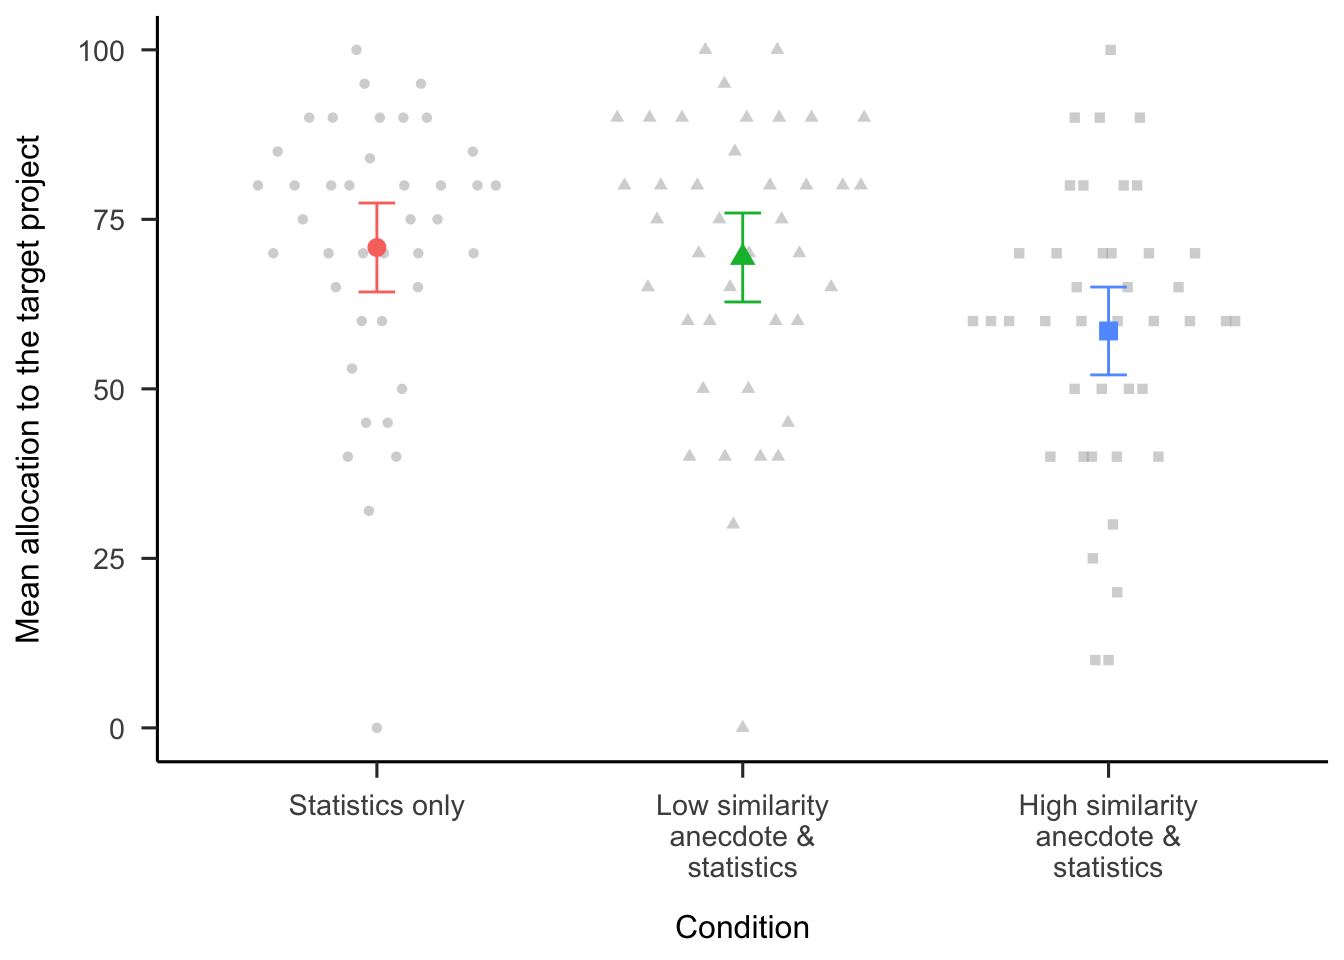 Mean allocation to the target project
100
75
50
25
0
Statistics only
Low similarity
anecdote &
statistics
High similarity
anecdote &
statistics
Condition